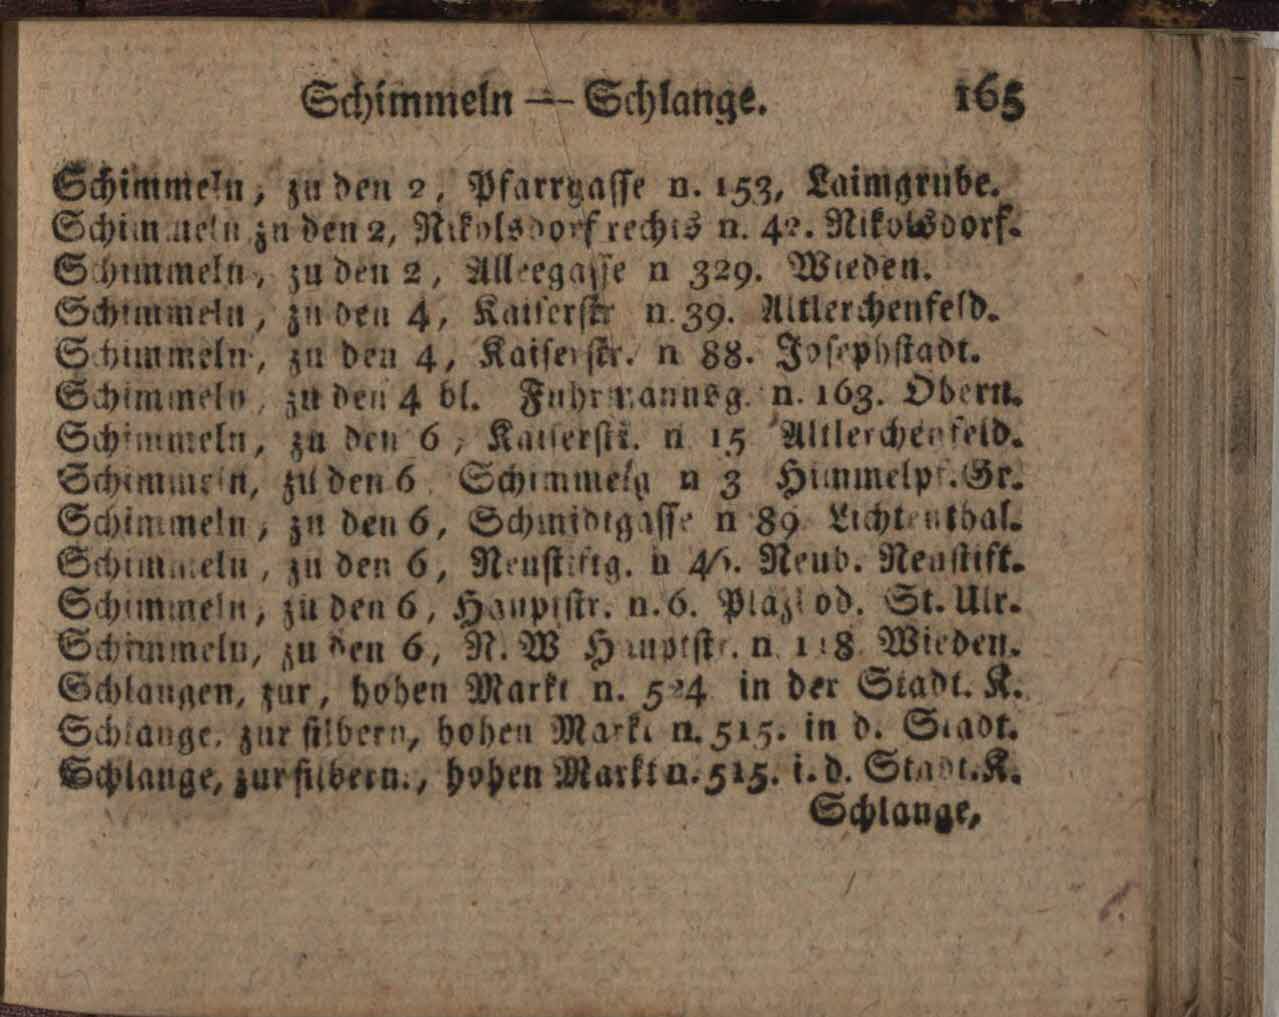 Schimmeln — Schlange. 165
Schimmeln, zu den 2, Pfarrgasse n. 153, Laimgrube.
Schimmeln zu den 2, Nikolsdorf rechts n. 42. Nikolsdorf.
Schimmeln, zu den 2, Alleegasse n 329. Wieden.
Schimmeln, zu den 4, Kaiserstr n. 39. Altlerchenfeld.
Schimmeln, zu den 4, Kaiserstr. n 88. Josephstadt.
Schimmeln, zu den 4 bl. Fuhrmannsg. n. 163. Obern.
Schimmeln, zu den 6, Kaiserstr. n 15 Altlerchenfeld.
Schimmeln, zu den 6 Schimmelg n 3 Himmelpf. Gr.
Schimmeln, zu den 6, Schmidtgasse n 89 Lichtenthal.
Schimmeln, zu den 6, Neustiftg. n Neub. Neustift.
Schimmeln, zu den 6, Hauptstr. n. 6. Plazl od. St. Ulr.
Schimmeln, zu den 6, N. W Hauptstr. n. Wieden.
Schlangen, zur, hohen Markt n. 524 in der Stadt. K.
Schlange, zur silbern, hohen Markt n. 515. in d. Stadt.
Schlange, zur silbern., hohen Markt n. 515. i. d. Stadt. K.
Schlange,